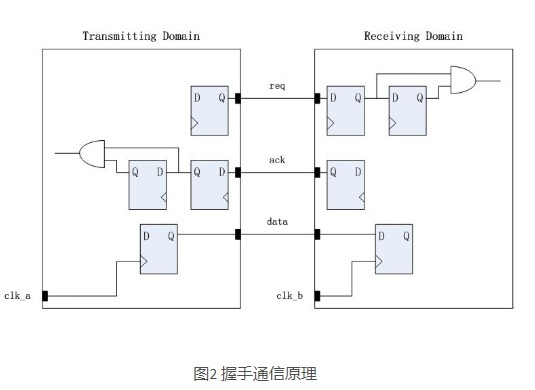 Transmitting Domain
Receiving Domain
req
D Q
D Q
D Q
ack
Q D
Q D
Q D
data
D Q
D Q
clk_a
clk_b
图2 握手通信原理